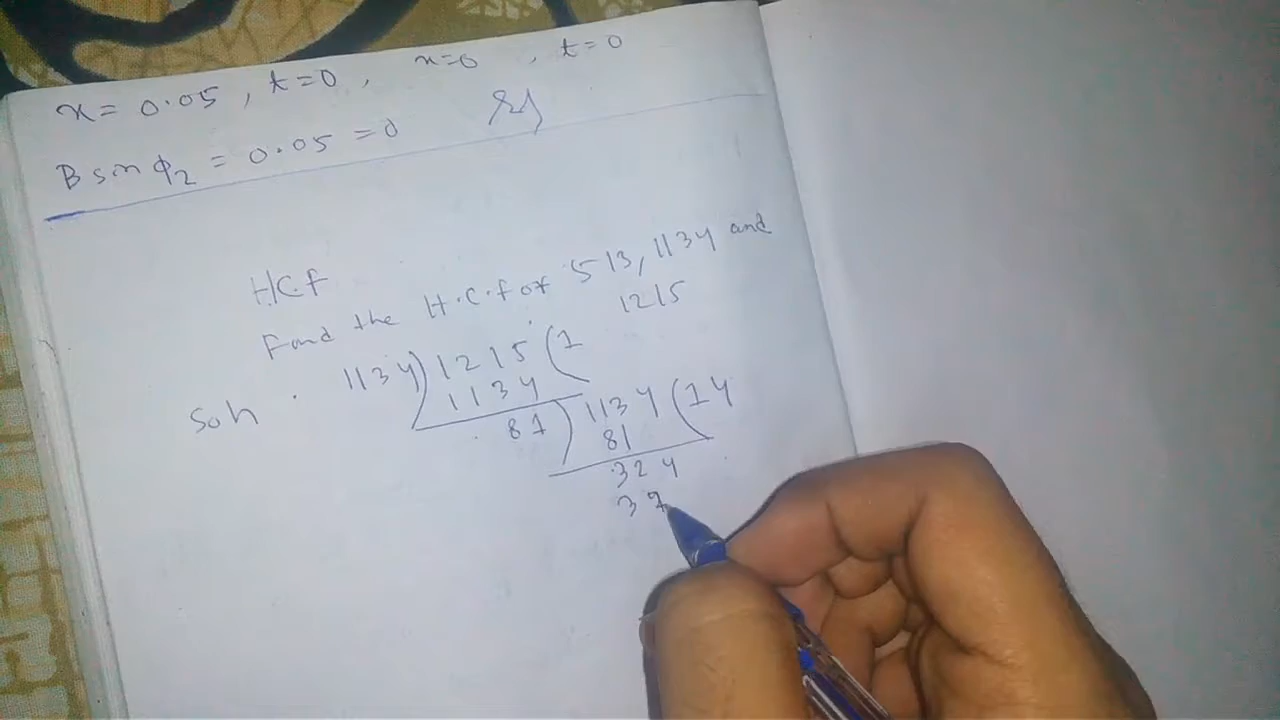 x = 0.05, t=0, x=0, t=0
B sin φ2 = 0.05 = 0
H.C.F
Find the H.C.f of 513, 1134 and
1215
Soln. 1134) 1215 (1
1134
81) 1134 (14
81
324
32